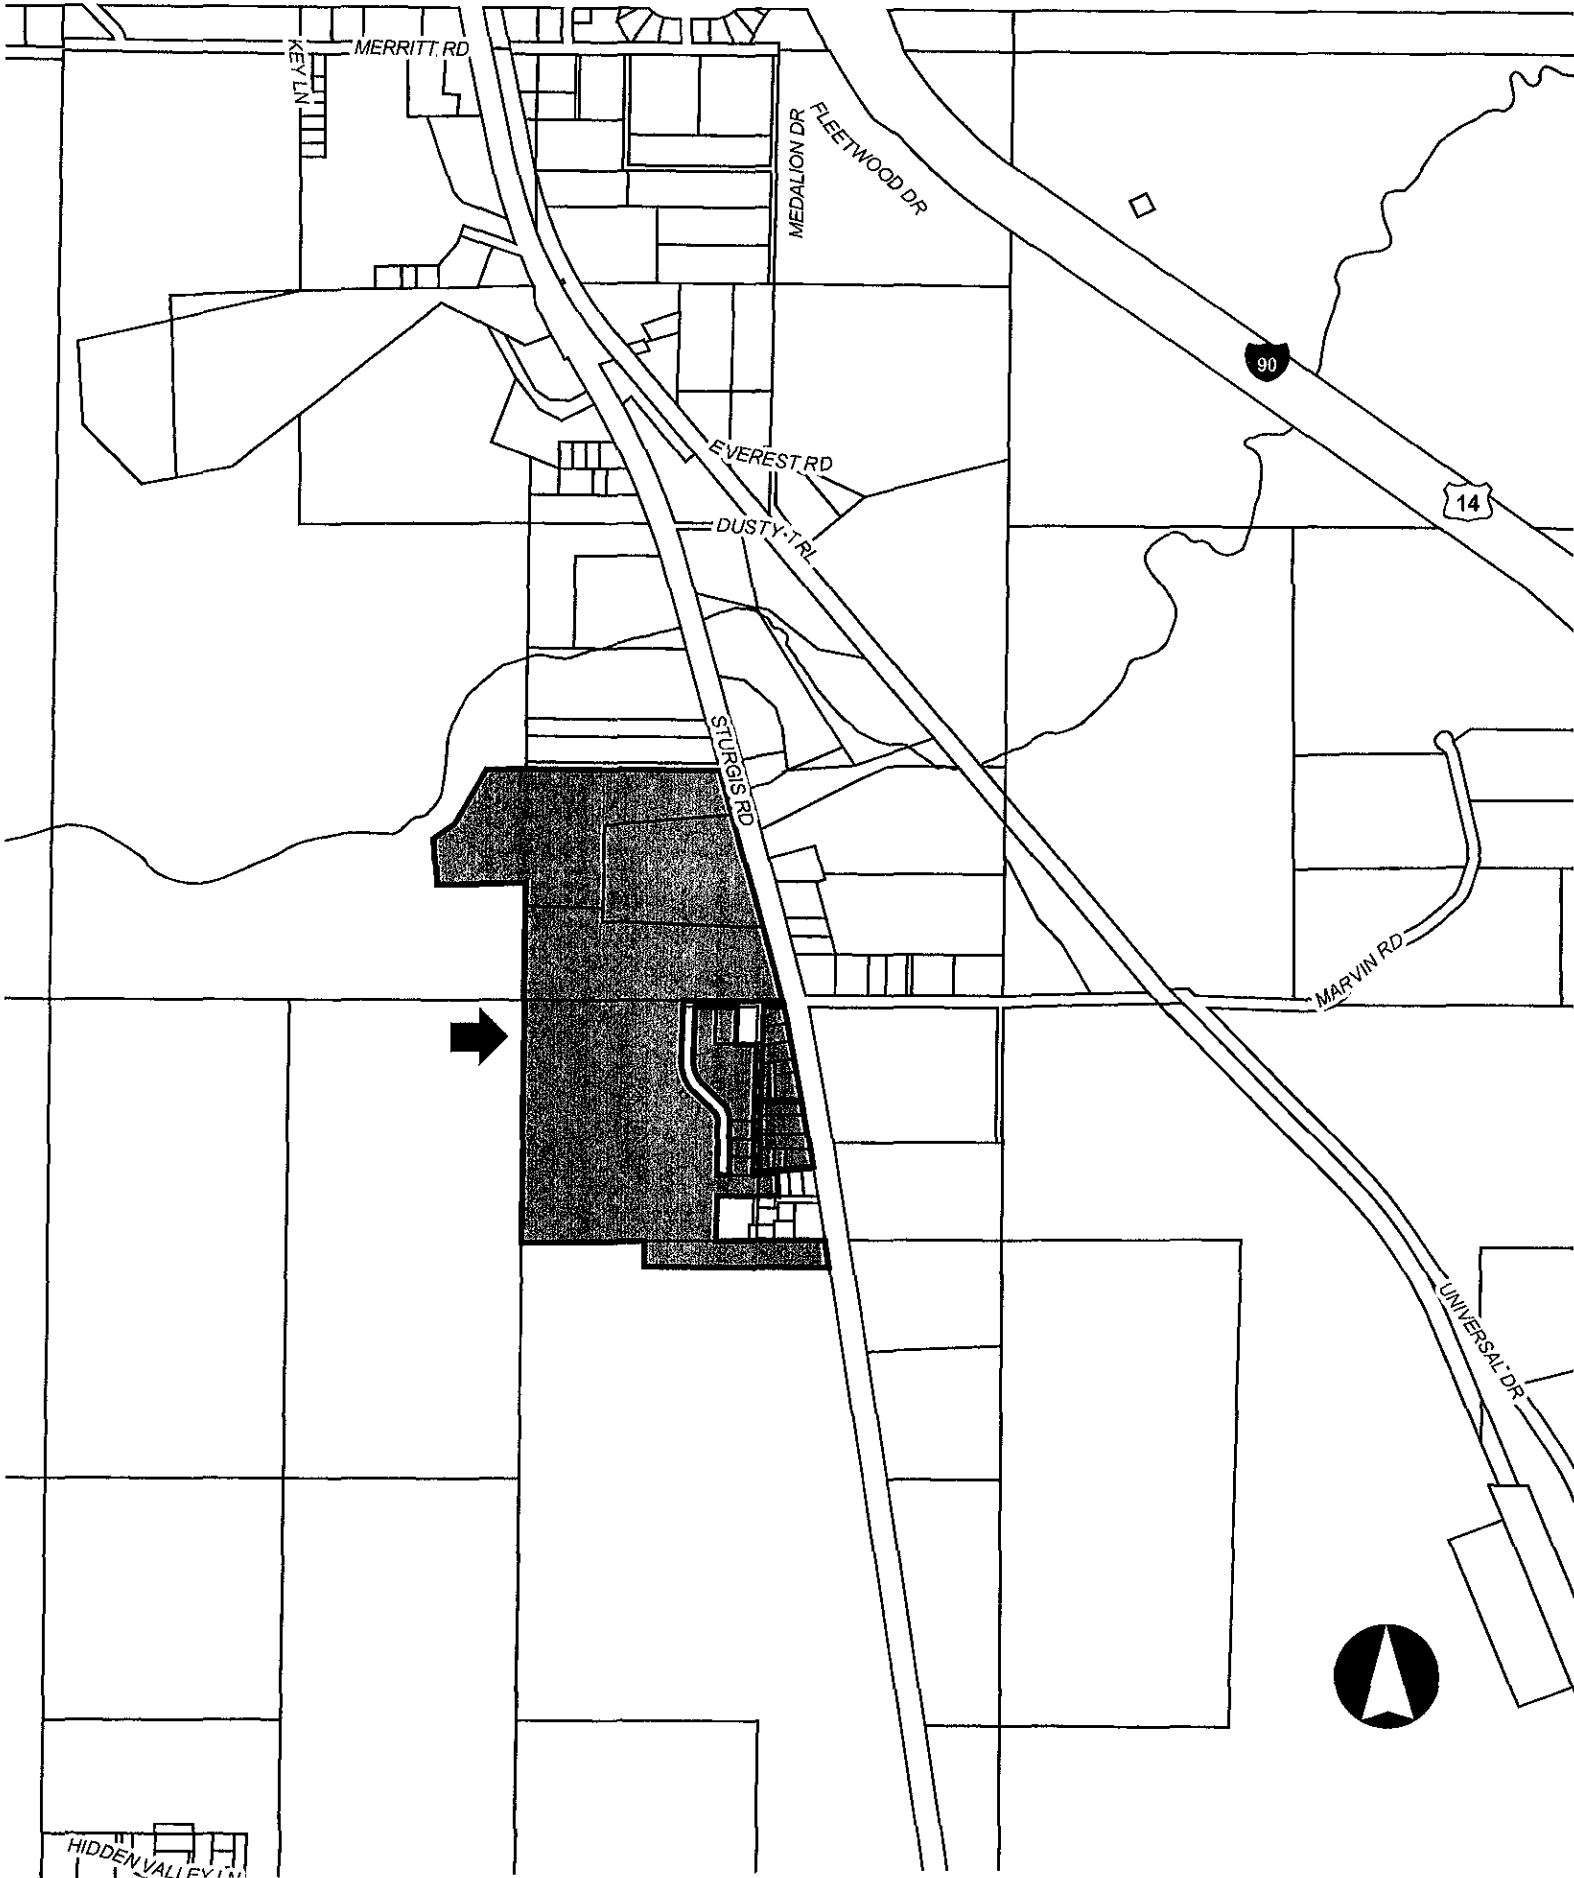 MERRITT RD
KEY LN
MEDALION DR
FLEETWOOD DR
90
EVEREST RD
14
DUSTY TRL
STURGIS RD
MARVIN RD
UNIVERSAL DR
HIDDEN VALLEY LN